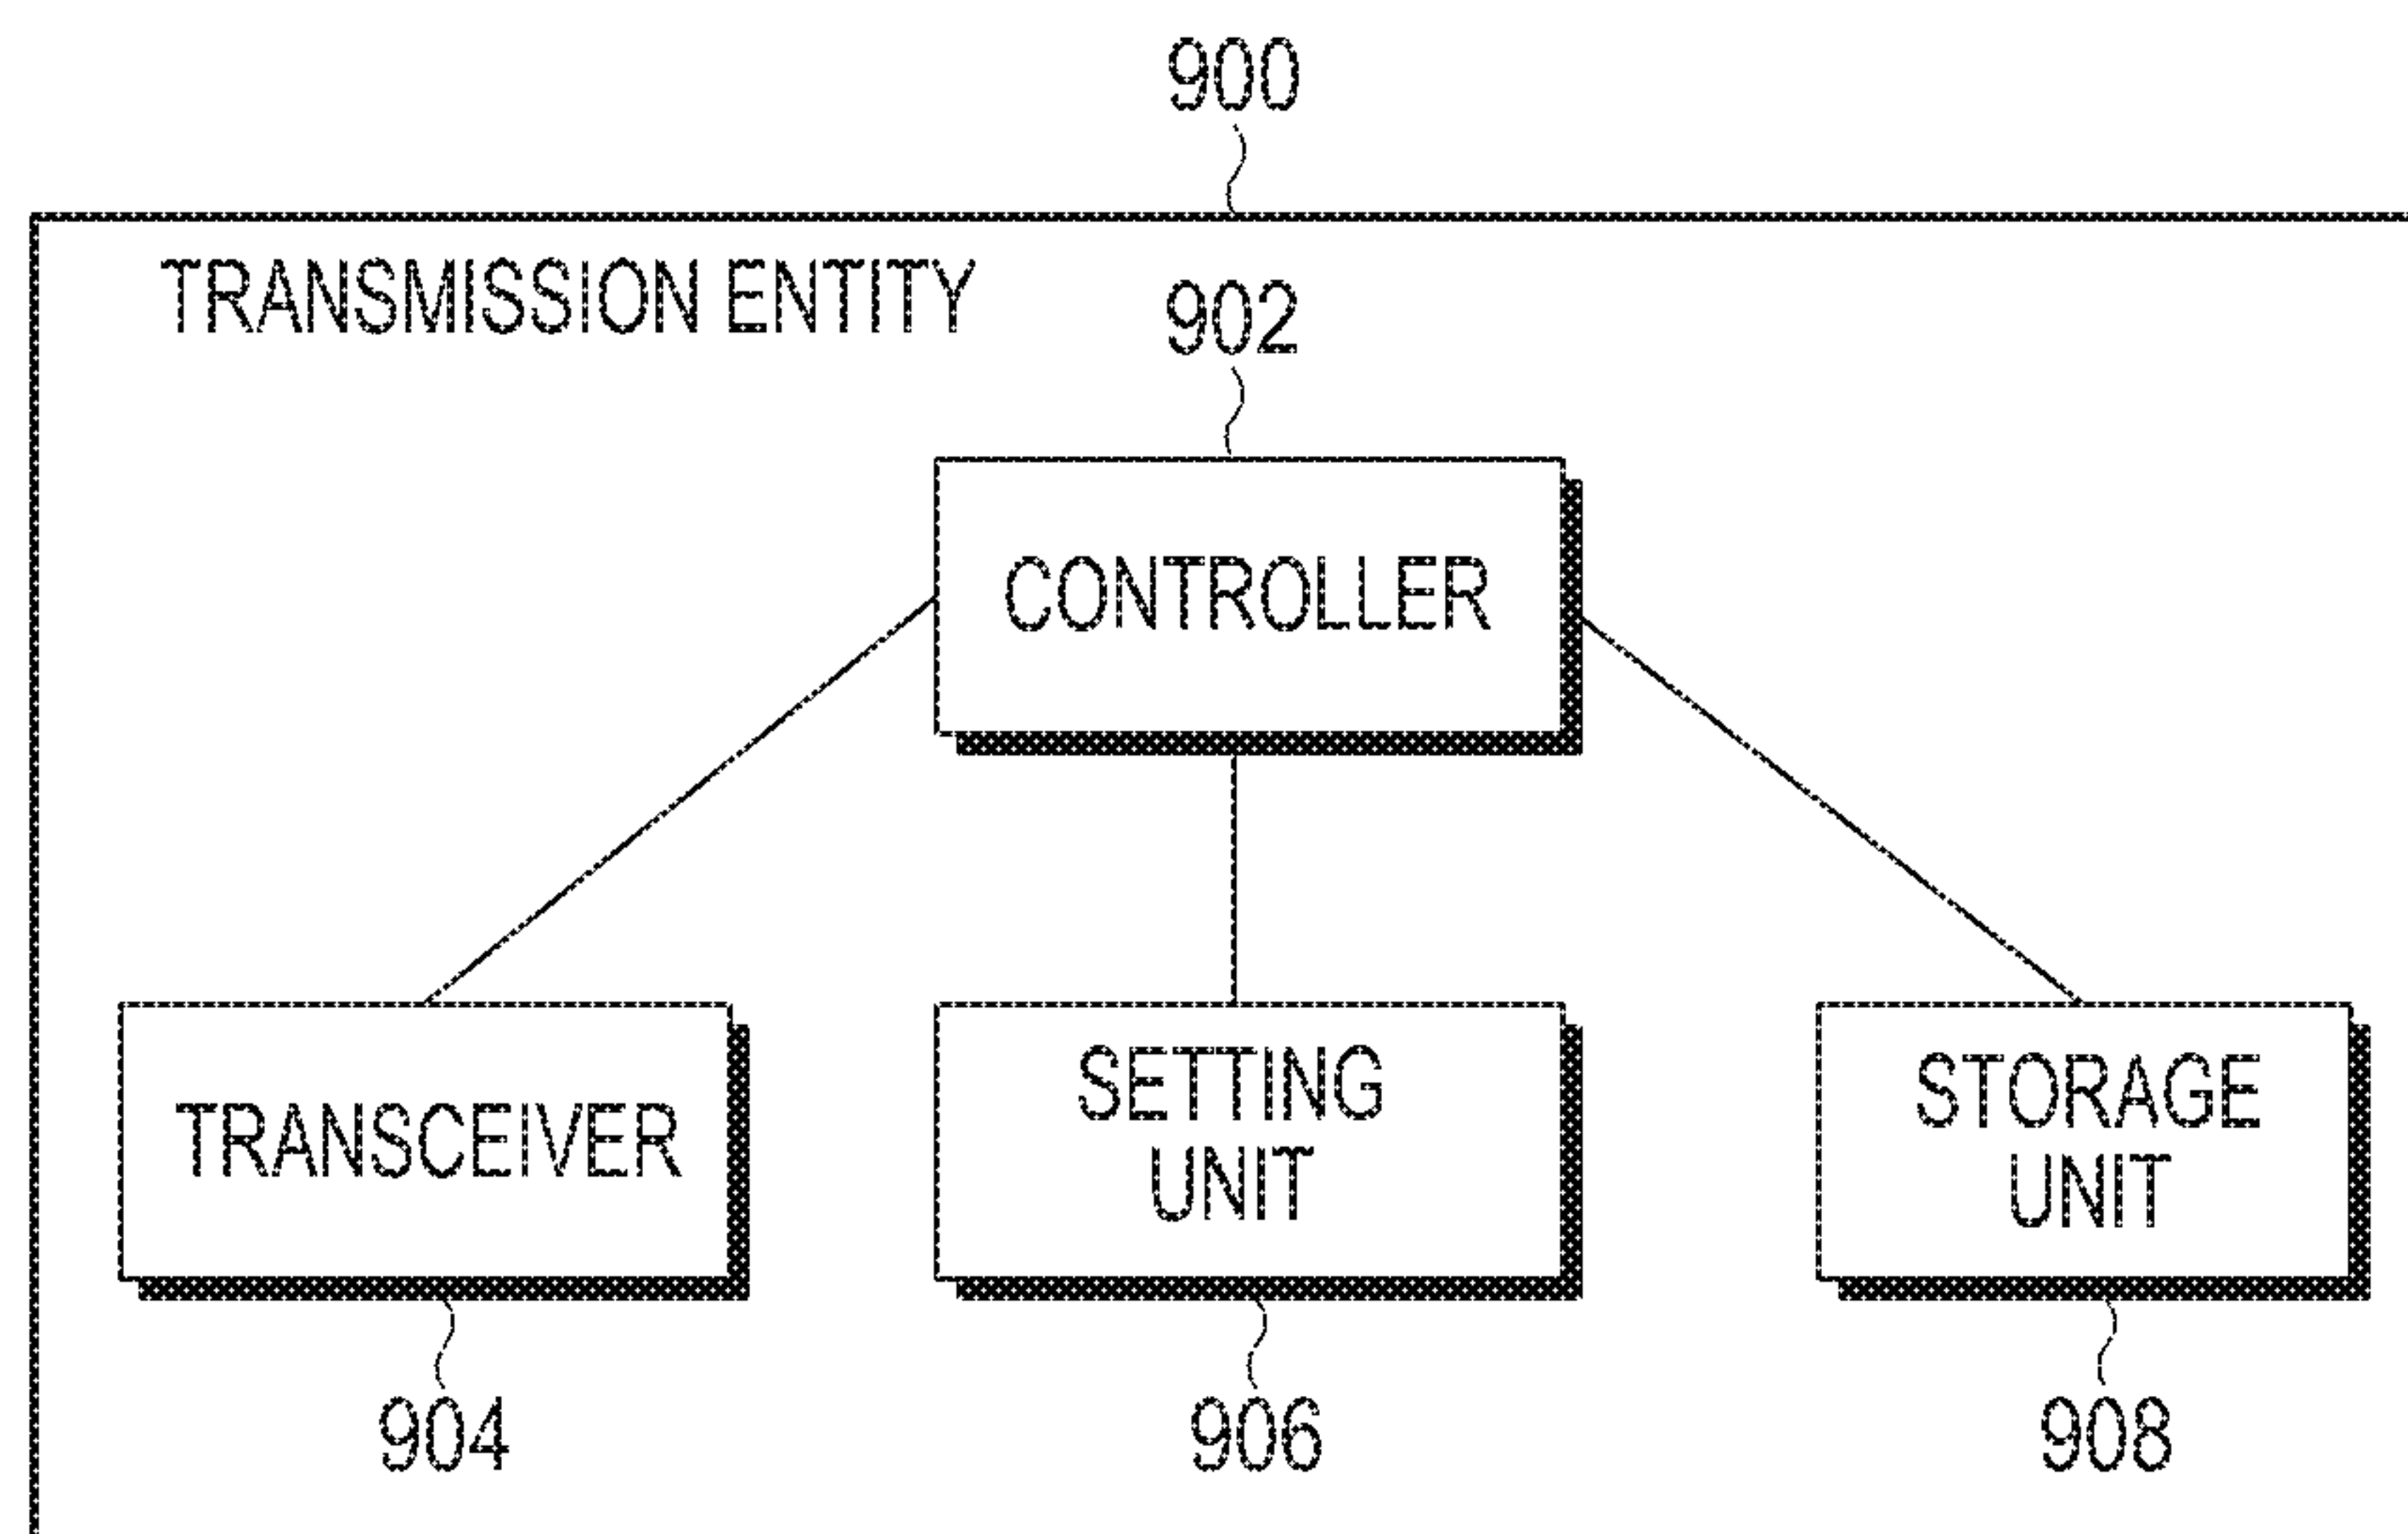 900
TRANSMISSION ENTITY
902
CONTROLLER
TRANSCEIVER
SETTING
UNIT
STORAGE
UNIT
904
906
908